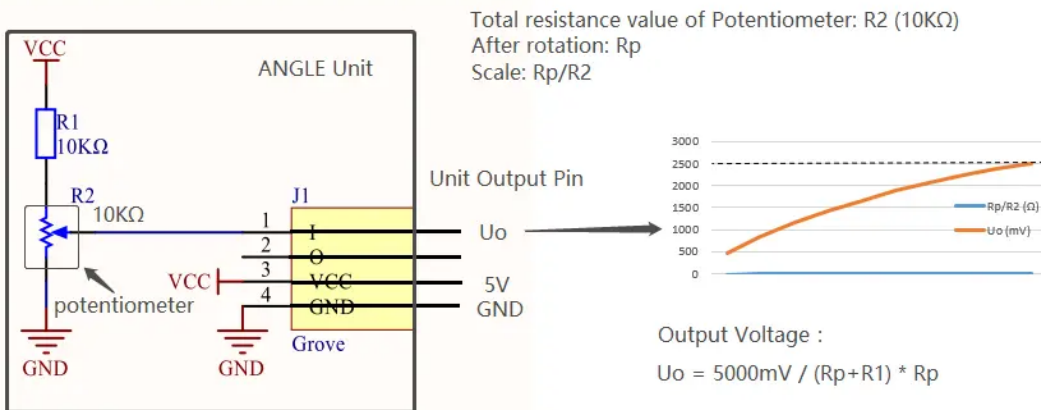 Total resistance value of Potentiometer: R2 (10KΩ)
After rotation: Rp
Scale: Rp/R2
VCC
ANGLE Unit
R1
10KΩ
R2
10KΩ
potentiometer
GND
J1
1
I
2
O
3
VCC
VCC
4
GND
GND
Grove
Unit Output Pin
Uo
5V
GND
3000
2500
2000
1500
1000
500
0
Rp/R2 (Ω)
Uo (mV)
Output Voltage :
Uo = 5000mV / (Rp+R1) * Rp